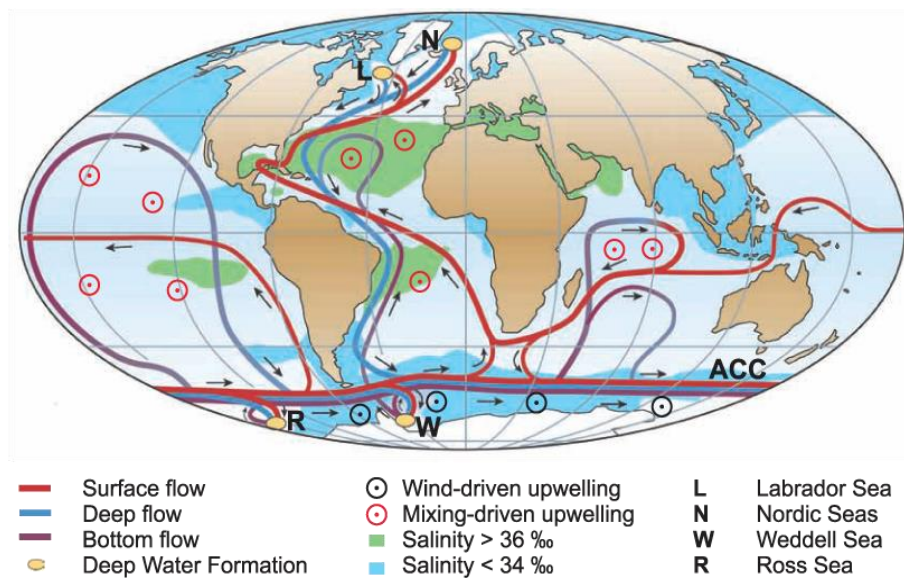 N
L
ACC
R
W
Surface flow
Deep flow
Bottom flow
Deep Water Formation
Wind-driven upwelling
Mixing-driven upwelling
Salinity > 36 ‰
Salinity < 34 ‰
L Labrador Sea
N Nordic Seas
W Weddell Sea
R Ross Sea